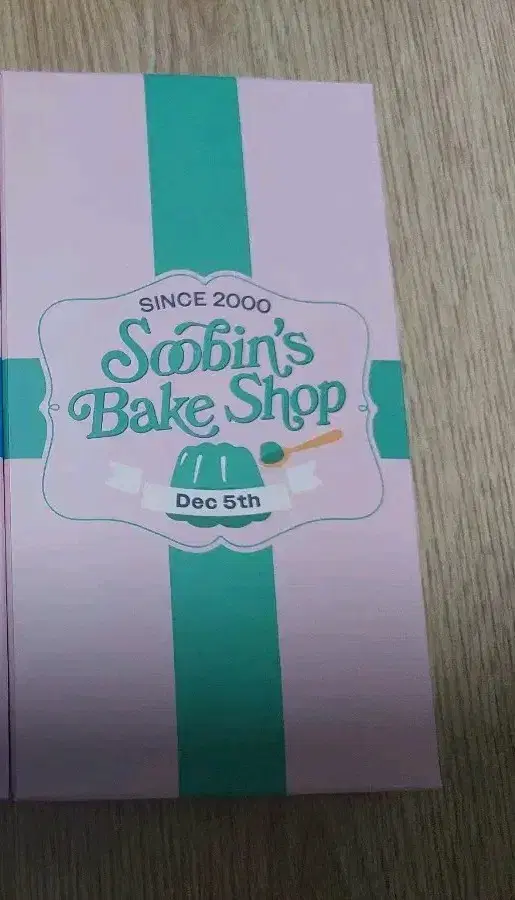 SINCE 2000
Soobin's
Bake Shop
Dec 5th